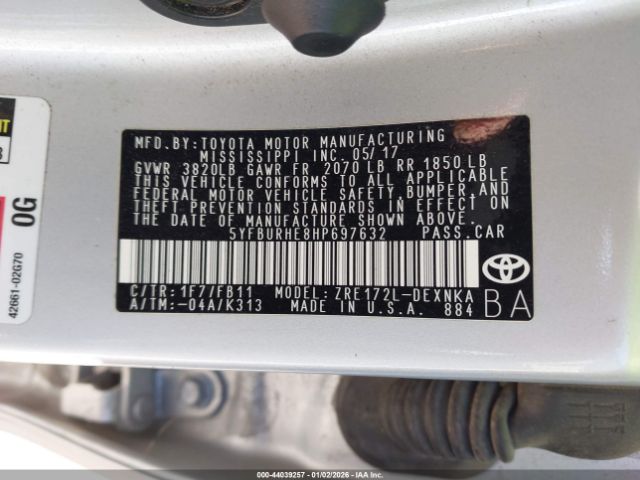 MFD.BY:TOYOTA MOTOR MANUFACTURING
MISSISSIPPI INC. 05/17
GVWR 3820LB GAWR FR 2070 LB RR 1850 LB
THIS VEHICLE CONFORMS TO ALL APPLICABLE
FEDERAL MOTOR VEHICLE SAFETY BUMPER, AND
THEFT PREVENTION STANDARDS IN EFFECT ON
THE DATE OF MANUFACTURE SHOWN ABOVE.
5YFBURHE8HP697632 PASS.CAR
C/TR:1F7/FB11 MODEL: ZRE172L-DEXNKA
A/TM:-04A/K313 MADE IN U.S.A. 884
BA
TOYOTA
0G
42661-02G70
000-44039257 - 01/02/2026 - IAA Inc.